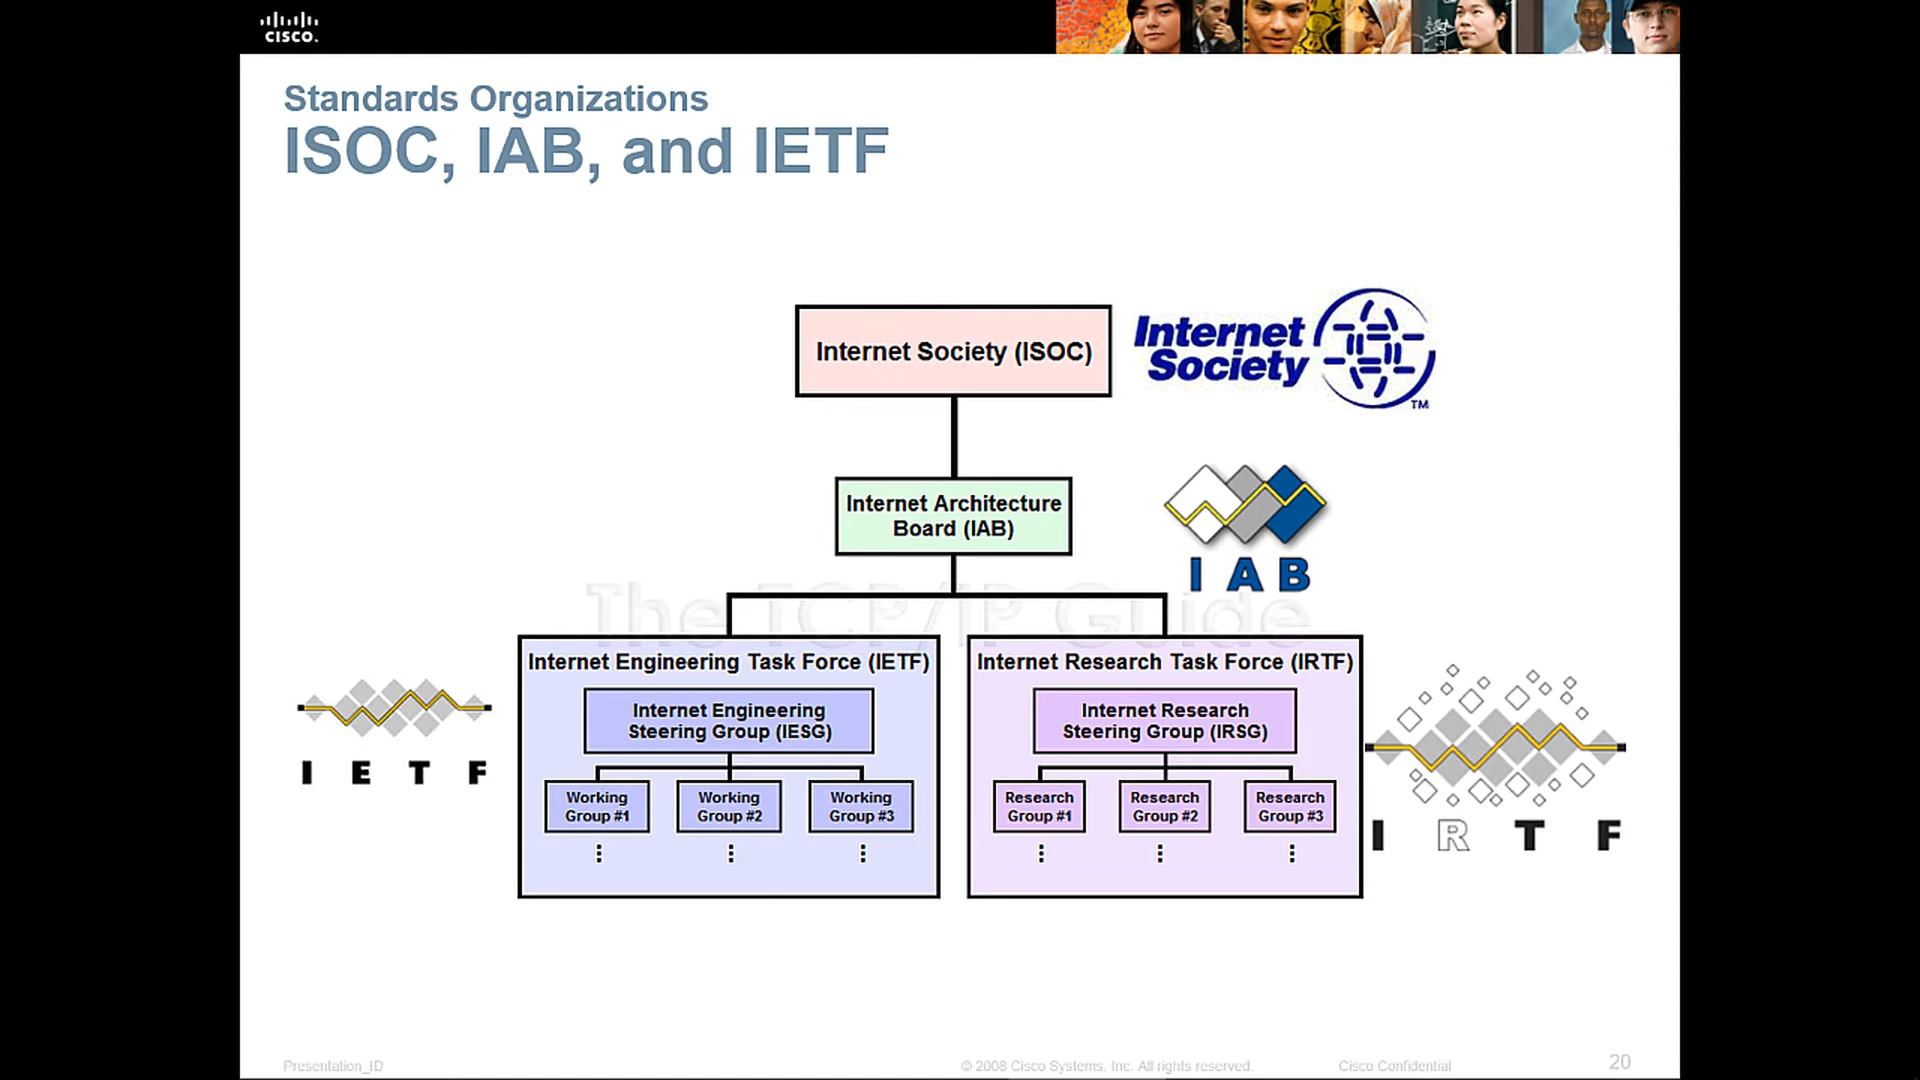 CISCO.
Standards Organizations
ISOC, IAB, and IETF
Internet Society (ISOC)
Internet
Society
TM
Internet Architecture
Board (IAB)
I A B
The TCP/IP Guide
Internet Engineering Task Force (IETF)
Internet Engineering
Steering Group (IESG)
Working
Group #1
Working
Group #2
Working
Group #3
I E T F
Internet Research Task Force (IRTF)
Internet Research
Steering Group (IRSG)
Research
Group #1
Research
Group #2
Research
Group #3
I R T F
Presentation_ID
© 2008 Cisco Systems, Inc. All rights reserved.
Cisco Confidential
20